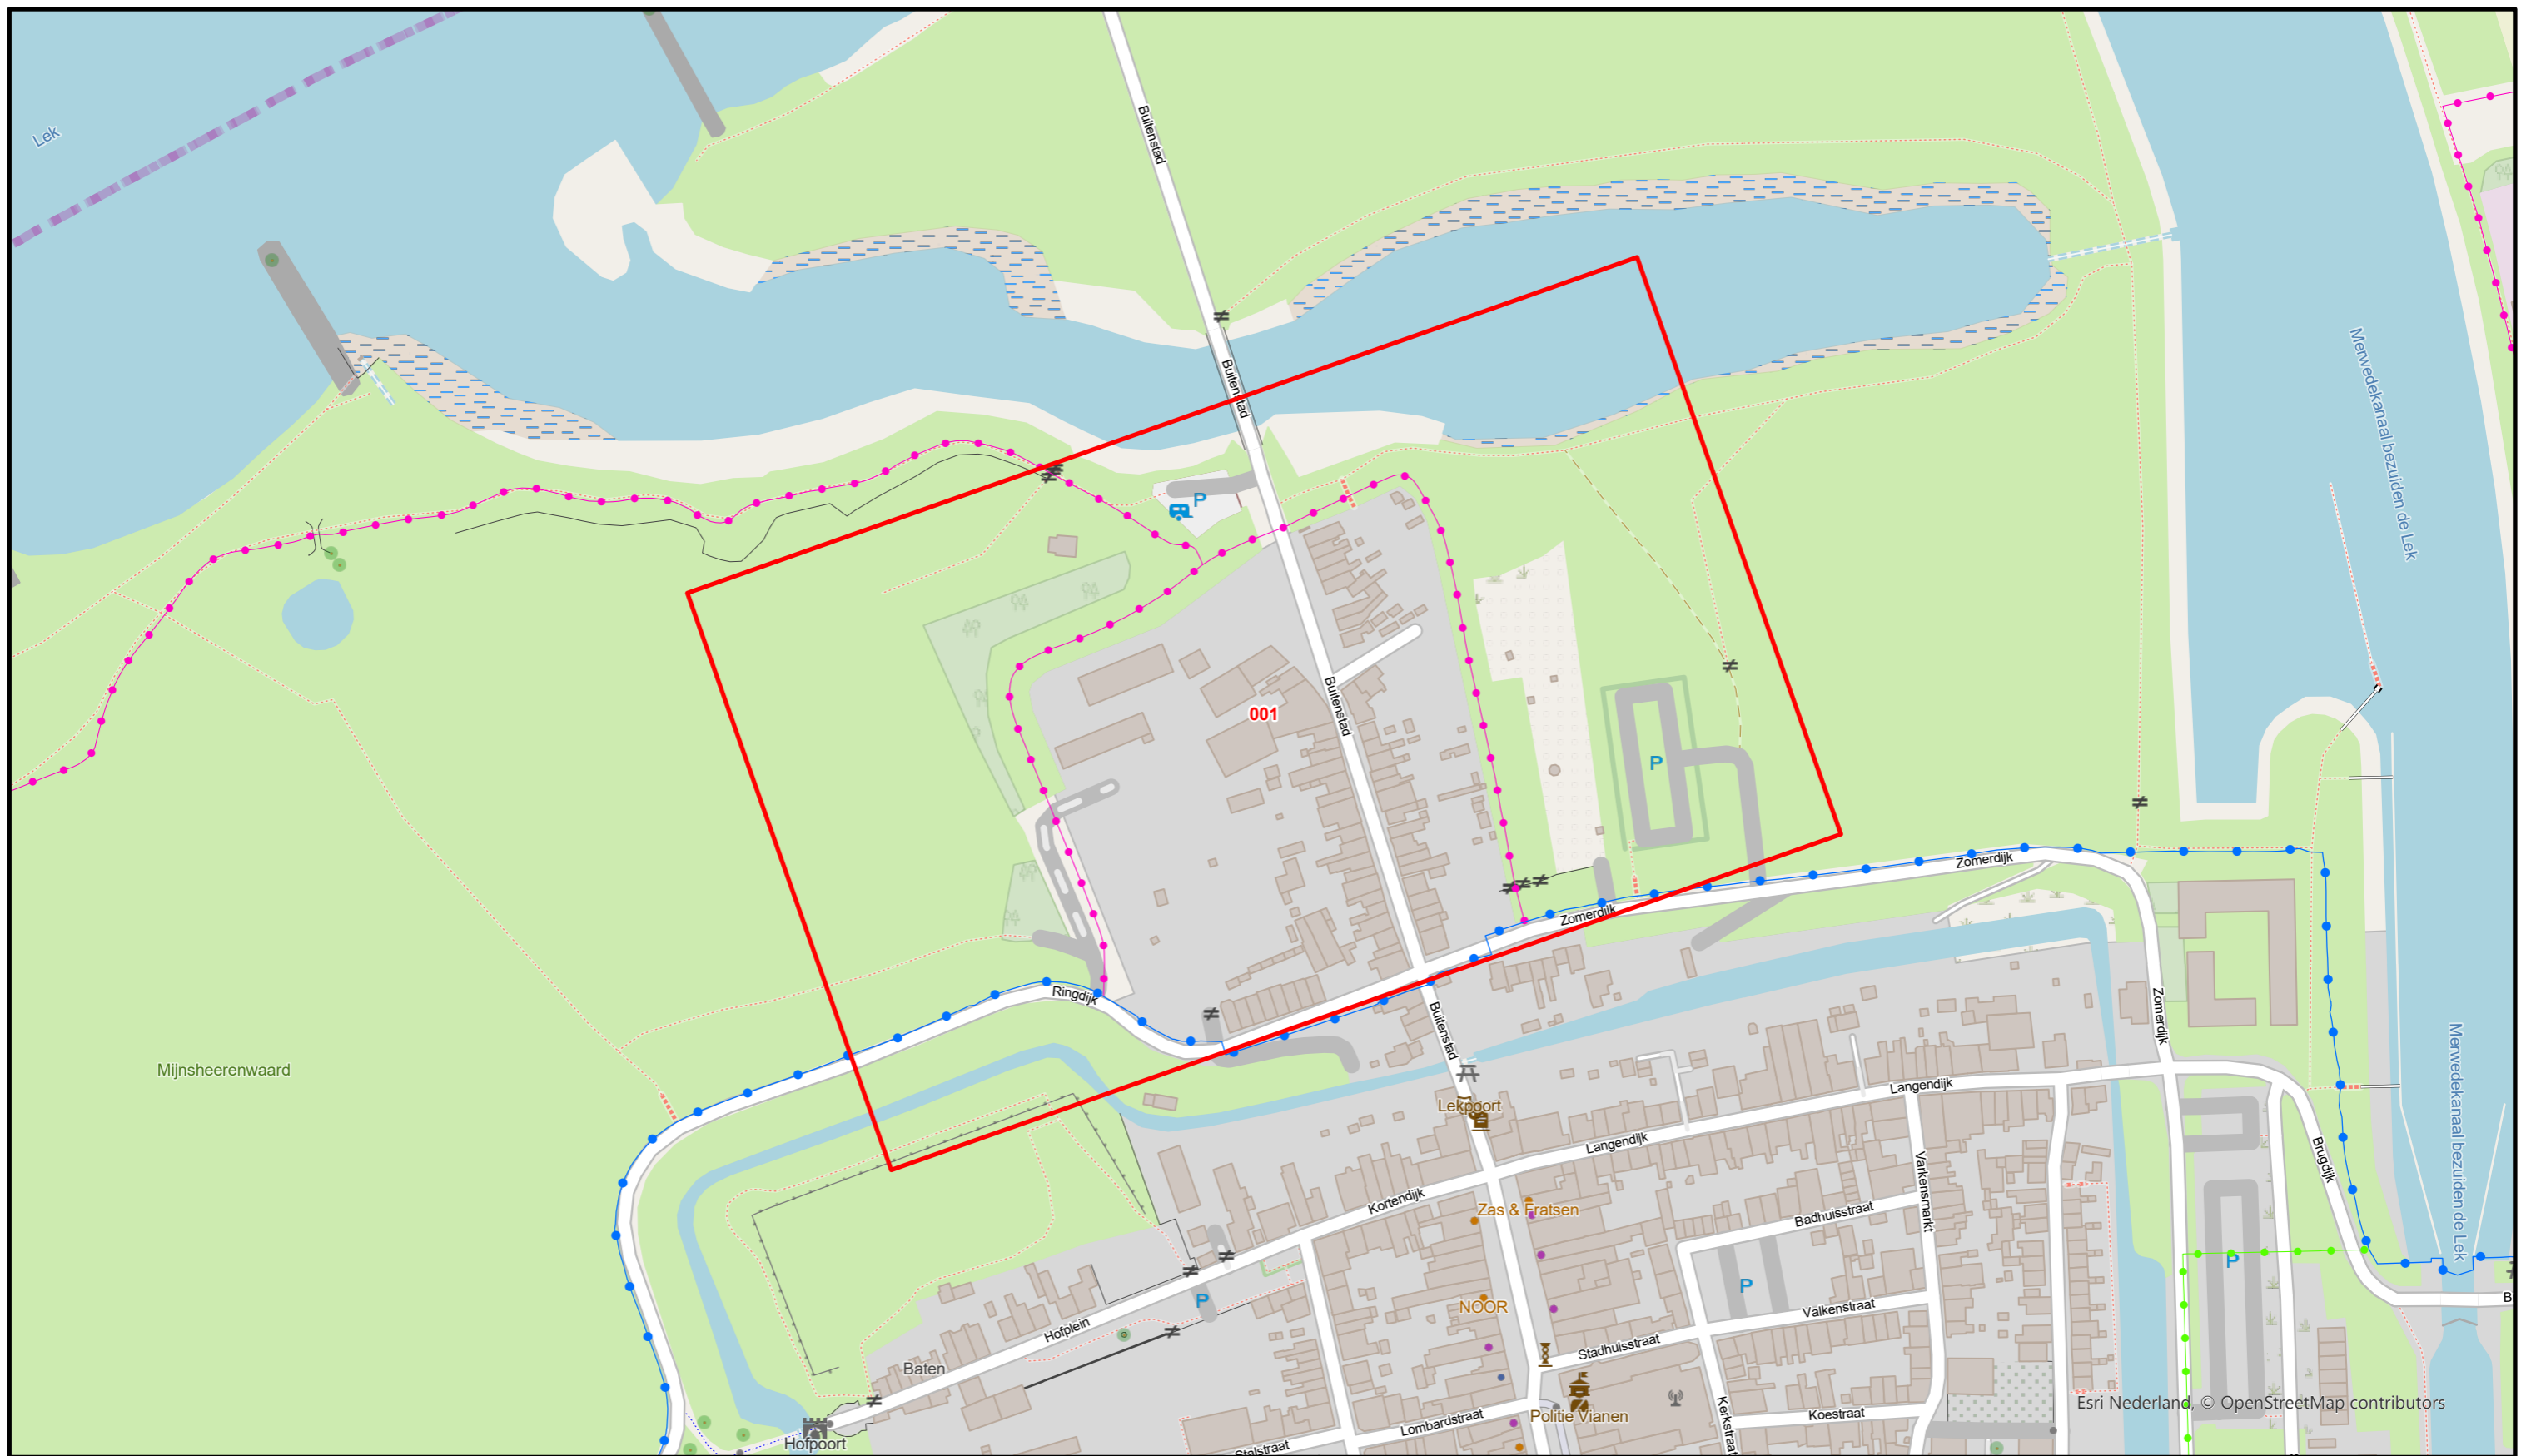 Lek
Buitenstad
Buitenstad
P
Merwedekanaal bezuiden de Lek
001
Buitenstad
P
Zomerdijk
Zomerdijk
Ringdijk
Mijnsheerenwaard
Buitenstad
Zomerdijk
Merwedekanaal bezuiden de Lek
Langendijk
Lekpoort
Langendijk
Brugdijk
Varkensmarkt
Kortendijk
Zas & Fratsen
Badhuisstraat
P
P
P
NOOR
Valkenstraat
B
Hofplein
Stadhuisstraat
Baten
Esri Nederland, © OpenStreetMap contributors
Politie Vianen
Koestraat
Kerkstraat
Lombardstraat
Hofpoort
Stalstraat